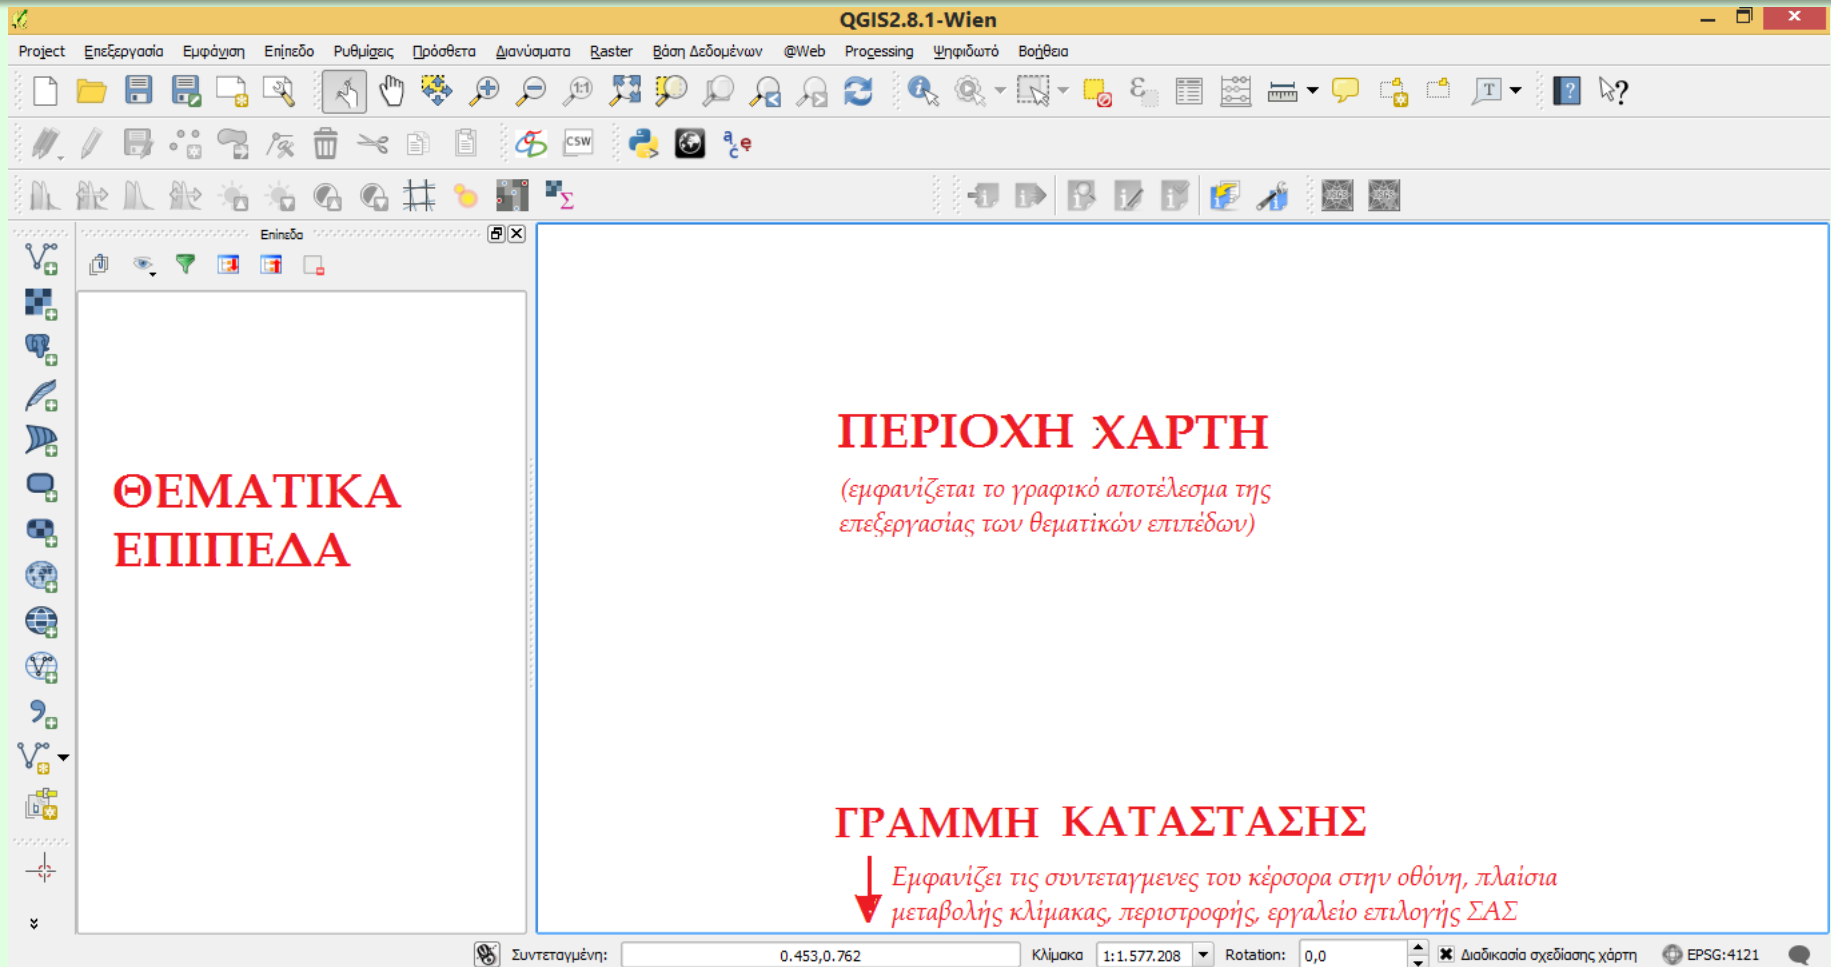 QGIS2.8.1-Wien
Project Επεξεργασία Εμφάνιση Επίπεδο Ρυθμίσεις Πρόσθετα Διανύσματα Raster Βάση Δεδομένων @Web Processing Ψηφιδωτό Βοήθεια
1:1
T
?
?
CSW
Επίπεδα
ΘΕΜΑΤΙΚΑ
ΕΠΙΠΕΔΑ
ΠΕΡΙΟΧΗ ΧΑΡΤΗ
(εμφανίζεται το γραφικό αποτέλεσμα της
επεξεργασίας των θεματικών επιπέδων)
ΓΡΑΜΜΗ ΚΑΤΑΣΤΑΣΗΣ
Εμφανίζει τις συντεταγμενες του κέρσορα στην οθόνη, πλαίσια
μεταβολής κλίμακας, περιστροφής, εργαλείο επιλογής ΣΑΣ
Συντεταγμένη: 0.453,0.762 Κλίμακα 1:1.577.208 Rotation: 0,0 Διαδικασία σχεδίασης χάρτη EPSG:4121